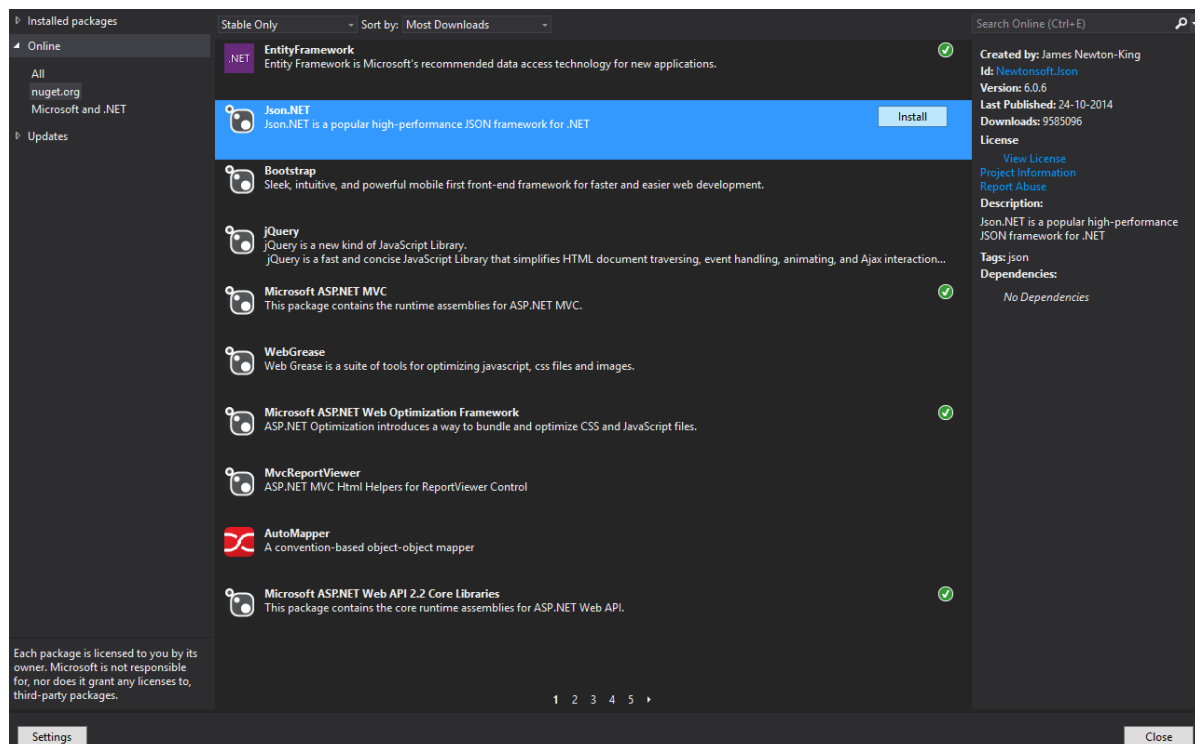 Installed packages
Online
All
nuget.org
Microsoft and .NET
Updates
Each package is licensed to you by its
owner. Microsoft is not responsible
for, nor does it grant any licenses to,
third-party packages.
Settings
Stable Only
Sort by: Most Downloads
.NET
EntityFramework
Entity Framework is Microsoft's recommended data access technology for new applications.
Json.NET
Json.NET is a popular high-performance JSON framework for .NET
Install
Bootstrap
Sleek, intuitive, and powerful mobile first front-end framework for faster and easier web development.
jQuery
jQuery is a new kind of JavaScript Library.
jQuery is a fast and concise JavaScript Library that simplifies HTML document traversing, event handling, animating, and Ajax interaction...
Microsoft ASP.NET MVC
This package contains the runtime assemblies for ASP.NET MVC.
WebGrease
Web Grease is a suite of tools for optimizing javascript, css files and images.
Microsoft ASP.NET Web Optimization Framework
ASP.NET Optimization introduces a way to bundle and optimize CSS and JavaScript files.
MvcReportViewer
ASP.NET MVC Html Helpers for ReportViewer Control
AutoMapper
A convention-based object-object mapper
Microsoft ASP.NET Web API 2.2 Core Libraries
This package contains the core runtime assemblies for ASP.NET Web API.
1 2 3 4 5
Search Online (Ctrl+E)
Created by: James Newton-King
Id: Newtonsoft.Json
Version: 6.0.6
Last Published: 24-10-2014
Downloads: 9585096
License
View License
Project Information
Report Abuse
Description:
Json.NET is a popular high-performance
JSON framework for .NET
Tags: json
Dependencies:
No Dependencies
Close